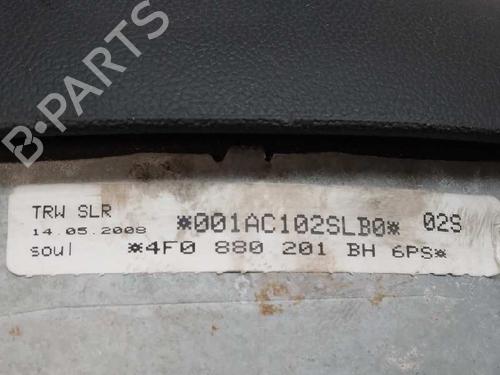 B-PARTS
TRW SLR
14.05.2008
soul
*001AC102SLB0* 02S
*4F0 880 201 BH 6PS*